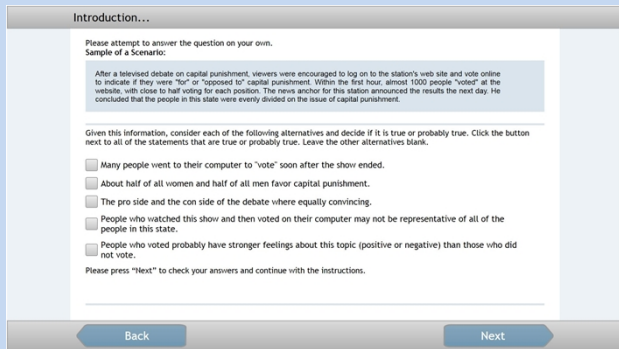 Introduction...
Please attempt to answer the question on your own.
Sample of a Scenario:
After a televised debate on capital punishment, viewers were encouraged to log on to the station's web site and vote online
to indicate if they were "for" or "opposed to" capital punishment. Within the first hour, almost 1000 people "voted" at the
website, with close to half voting for each position. The news anchor for this station announced the results the next day. He
concluded that the people in this state were evenly divided on the issue of capital punishment.
Given this information, consider each of the following alternatives and decide if it is true or probably true. Click the button
next to all of the statements that are true or probably true. Leave the other alternatives blank.
Many people went to their computer to "vote" soon after the show ended.
About half of all women and half of all men favor capital punishment.
The pro side and the con side of the debate where equally convincing.
People who watched this show and then voted on their computer may not be representative of all of the
people in this state.
People who voted probably have stronger feelings about this topic (positive or negative) than those who did
not vote.
Please press "Next" to check your answers and continue with the instructions.
Back
Next